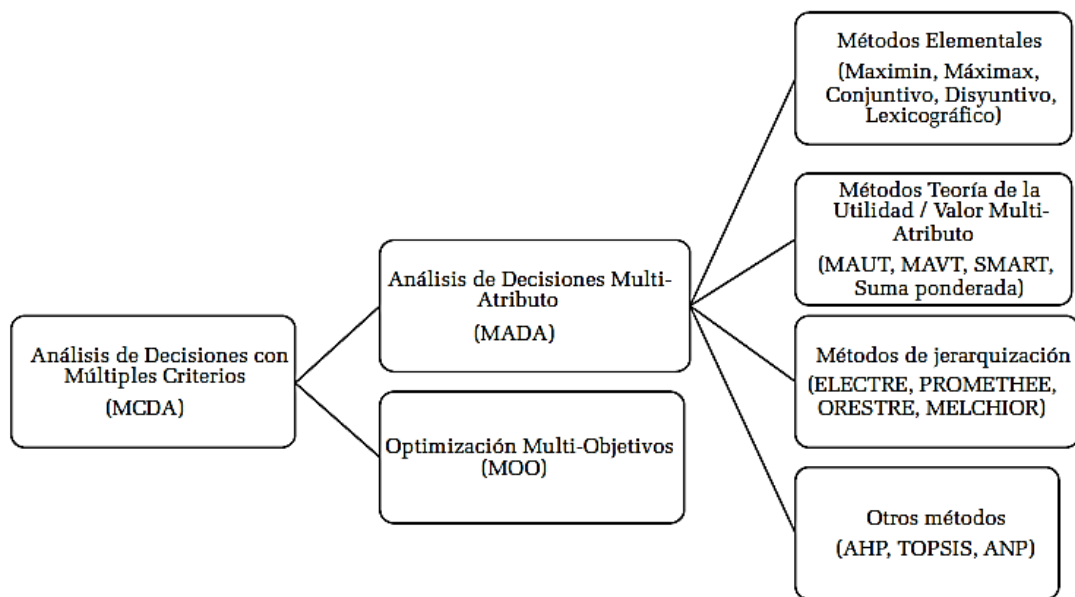 Análisis de Decisiones con
Múltiples Criterios
(MCDA)
Análisis de Decisiones Multi-
Atributo
(MADA)
Optimización Multi-Objetivos
(MOO)
Métodos Elementales
(Maximin, Máximax,
Conjuntivo, Disyuntivo,
Lexicográfico)
Métodos Teoría de la
Utilidad / Valor Multi-
Atributo
(MAUT, MAVT, SMART,
Suma ponderada)
Métodos de jerarquización
(ELECTRE, PROMETHEE,
ORESTRE, MELCHIOR)
Otros métodos
(AHP, TOPSIS, ANP)